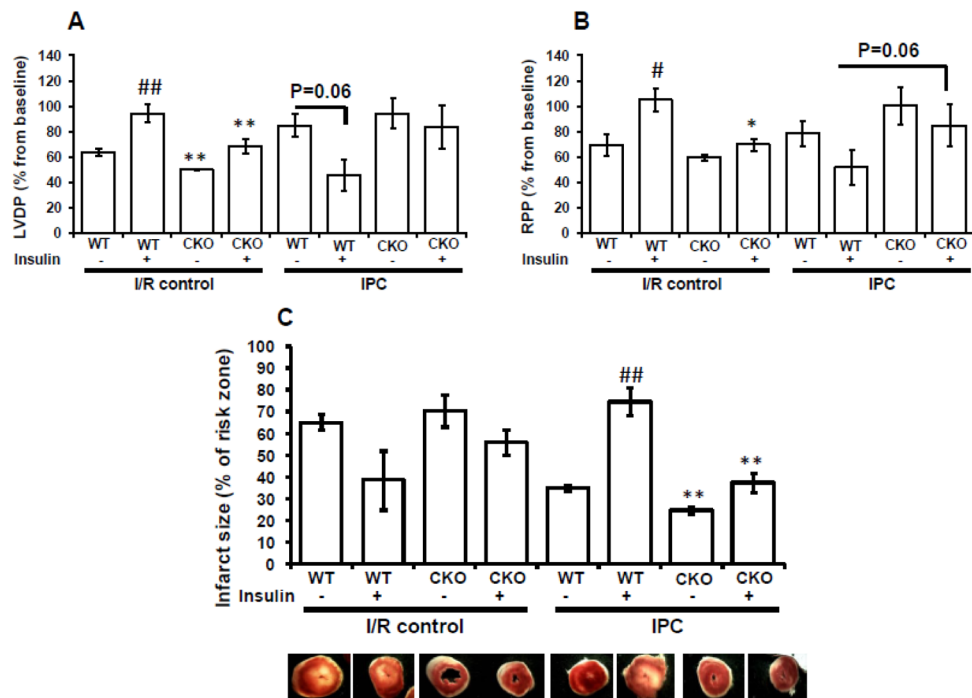 A
LVDP (% from baseline)
140
120
100
80
60
40
20
0
##
**
**
P=0.06
WT WT CKO CKO WT WT CKO CKO
Insulin - + - + - + - +
I/R control IPC
B
RPP (% from baseline)
140
120
100
80
60
40
20
0
#
*
P=0.06
WT WT CKO CKO WT WT CKO CKO
Insulin - + - + - + - +
I/R control IPC
C
Infarct size (% of risk zone)
100
90
80
70
60
50
40
30
20
10
0
##
**
**
WT WT CKO CKO WT WT CKO CKO
Insulin - + - + - + - +
I/R control IPC